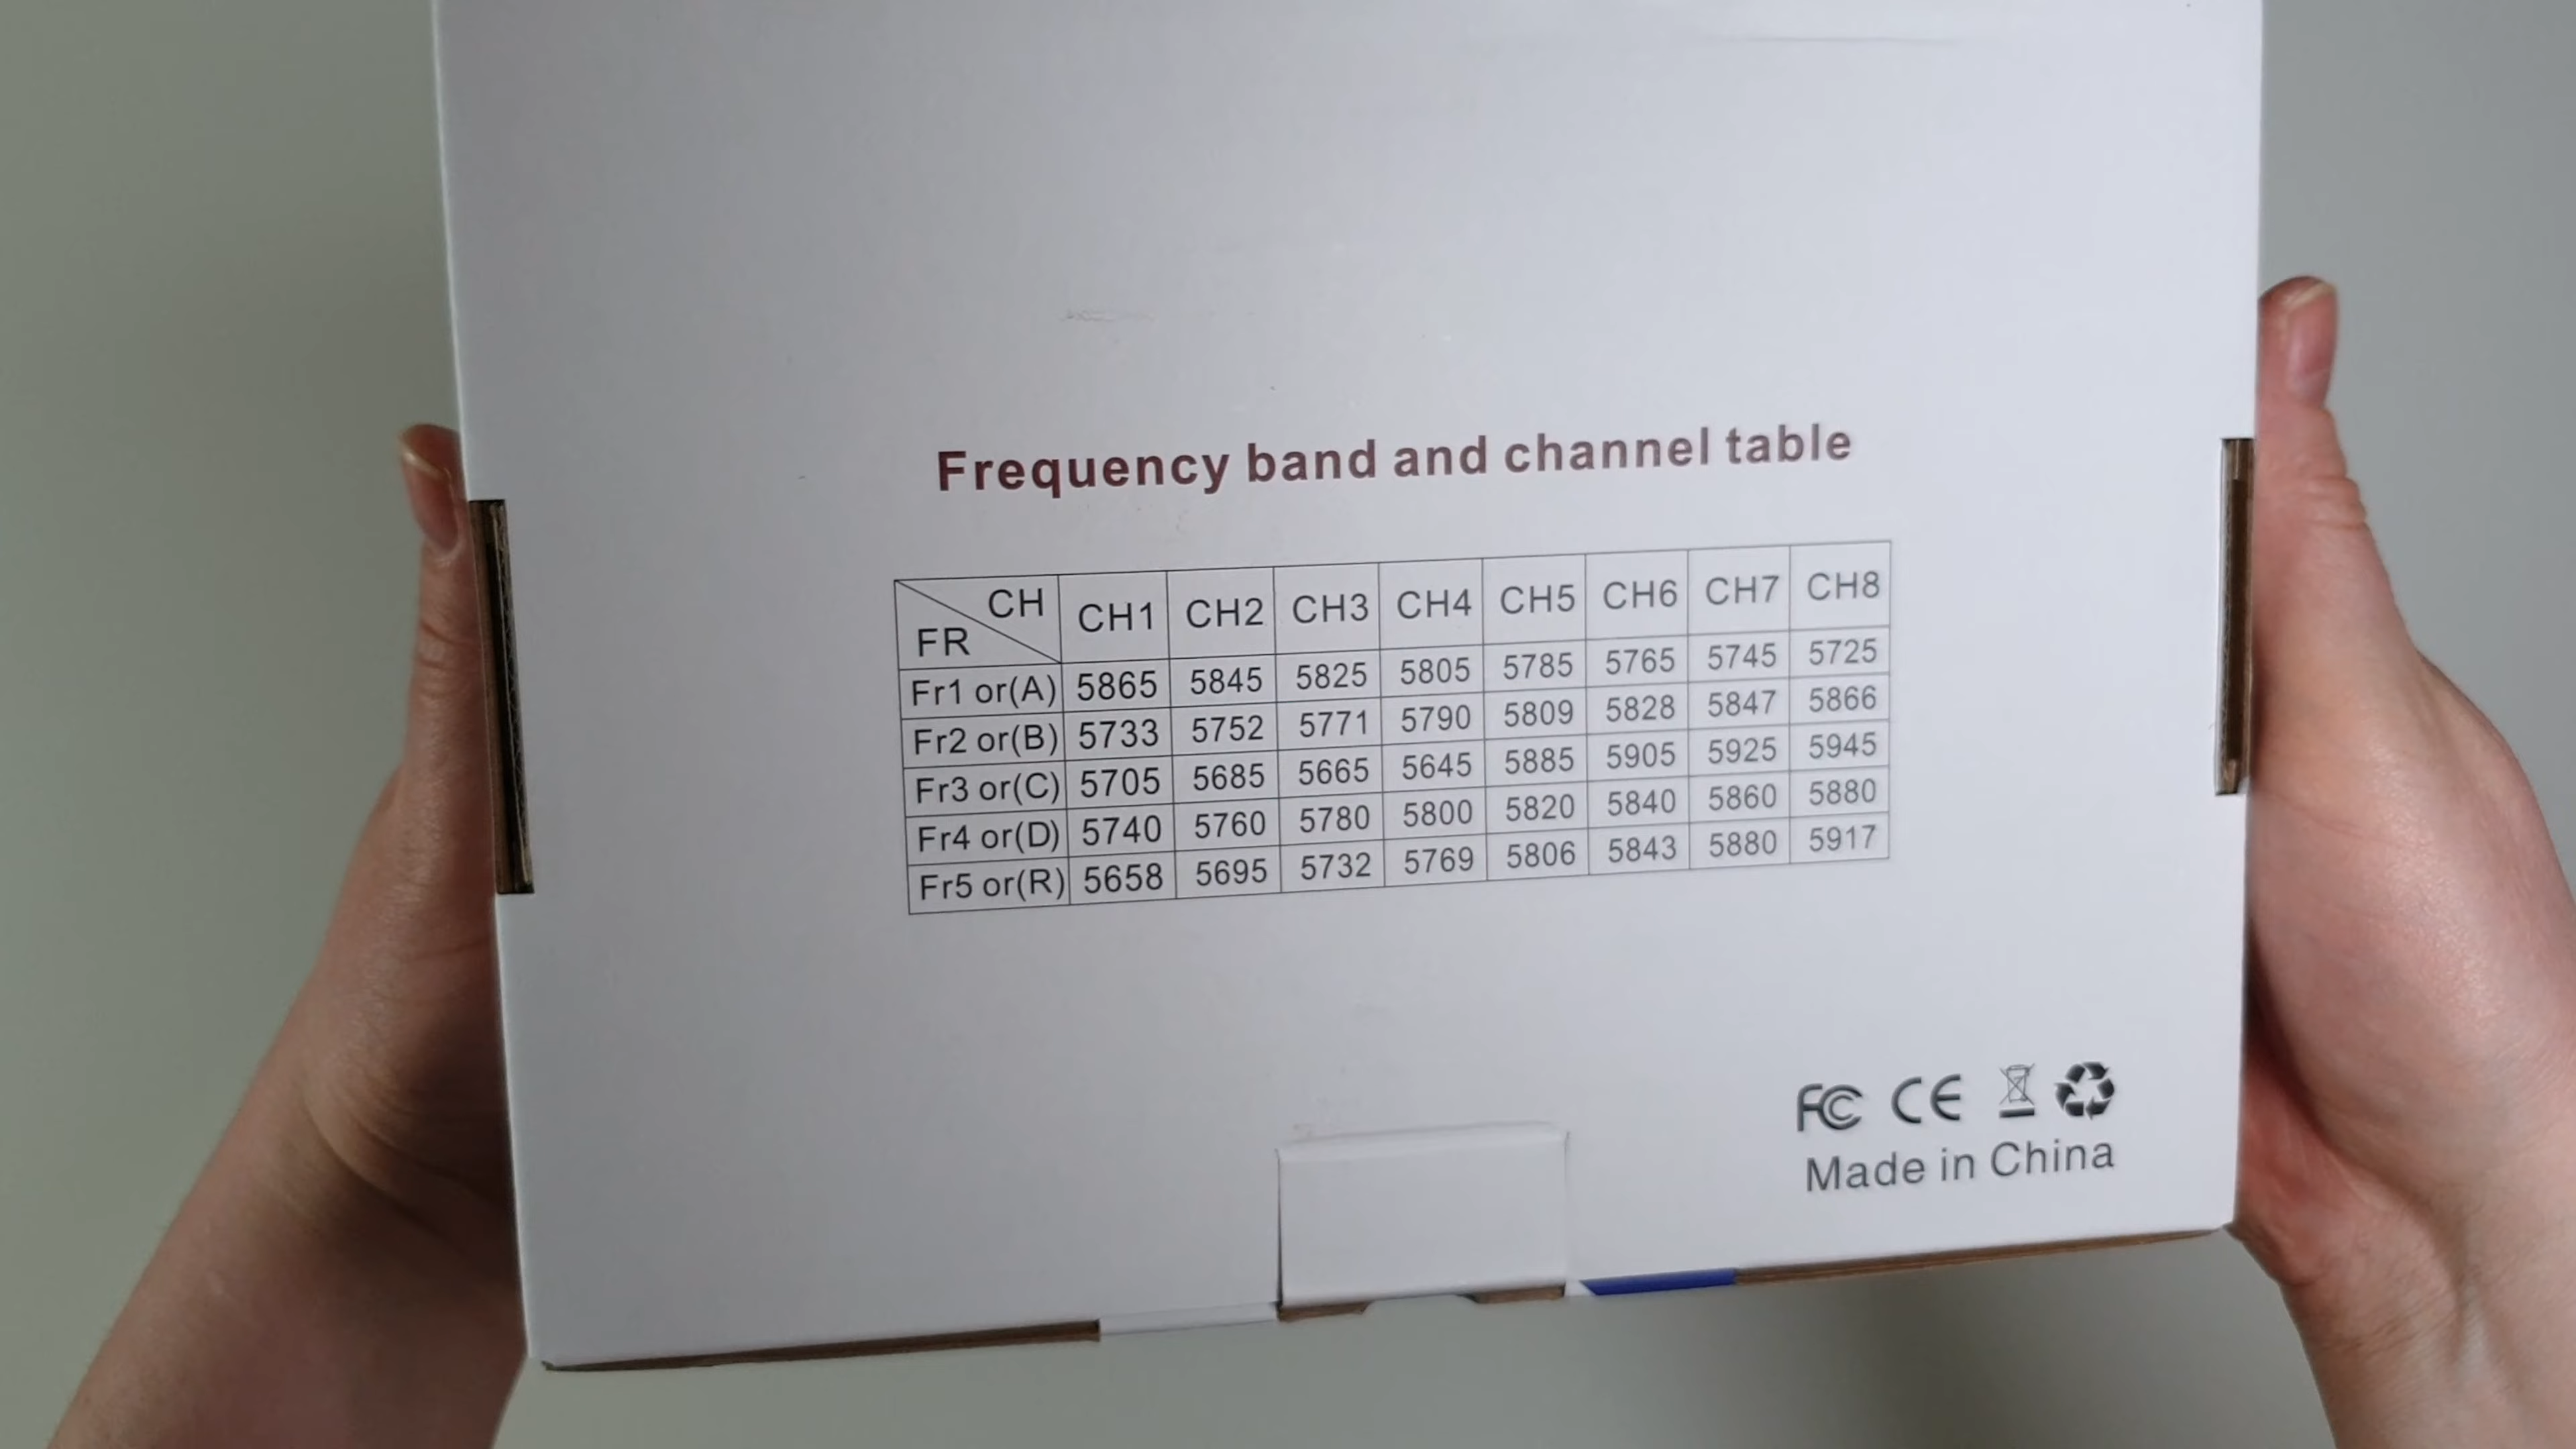 Frequency band and channel table
CH
FR
CH1 CH2 CH3 CH4 CH5 CH6 CH7 CH8
Fr1 or(A) 5865 5845 5825 5805 5785 5765 5745 5725
Fr2 or(B) 5733 5752 5771 5790 5809 5828 5847 5866
Fr3 or(C) 5705 5685 5665 5645 5885 5905 5925 5945
Fr4 or(D) 5740 5760 5780 5800 5820 5840 5860 5880
Fr5 or(R) 5658 5695 5732 5769 5806 5843 5880 5917
FC CE
Made in China